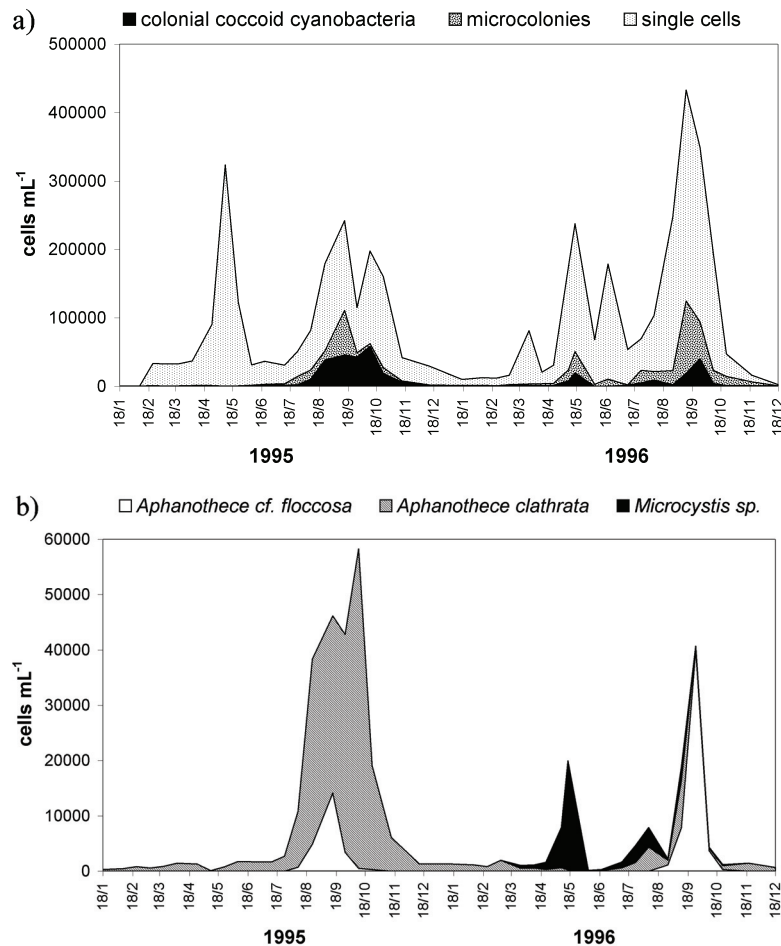 a)
colonial coccoid cyanobacteria microcolonies single cells
500000
400000
300000
200000
100000
0
cells mL⁻¹
18/1 18/2 18/3 18/4 18/5 18/6 18/7 18/8 18/9 18/10 18/11 18/12 18/1 18/2 18/3 18/4 18/5 18/6 18/7 18/8 18/9 18/10 18/11 18/12
1995 1996
b)
Aphanothece cf. floccosa Aphanothece clathrata Microcystis sp.
60000
50000
40000
30000
20000
10000
0
cells mL⁻¹
18/1 18/2 18/3 18/4 18/5 18/6 18/7 18/8 18/9 18/10 18/11 18/12 18/1 18/2 18/3 18/4 18/5 18/6 18/7 18/8 18/9 18/10 18/11 18/12
1995 1996